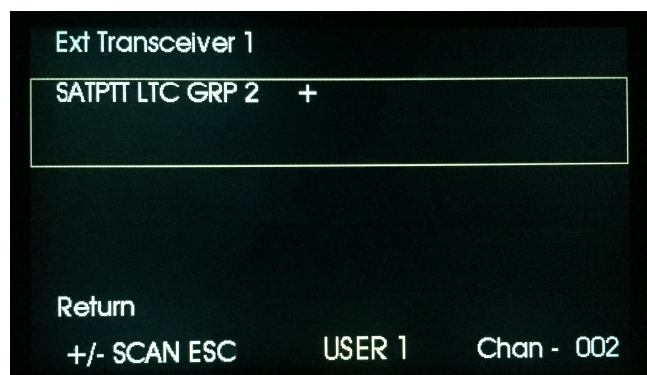 Ext Transceiver 1
SATPTT LTC GRP 2 +
Return
+/- SCAN ESC USER 1 Chan - 002